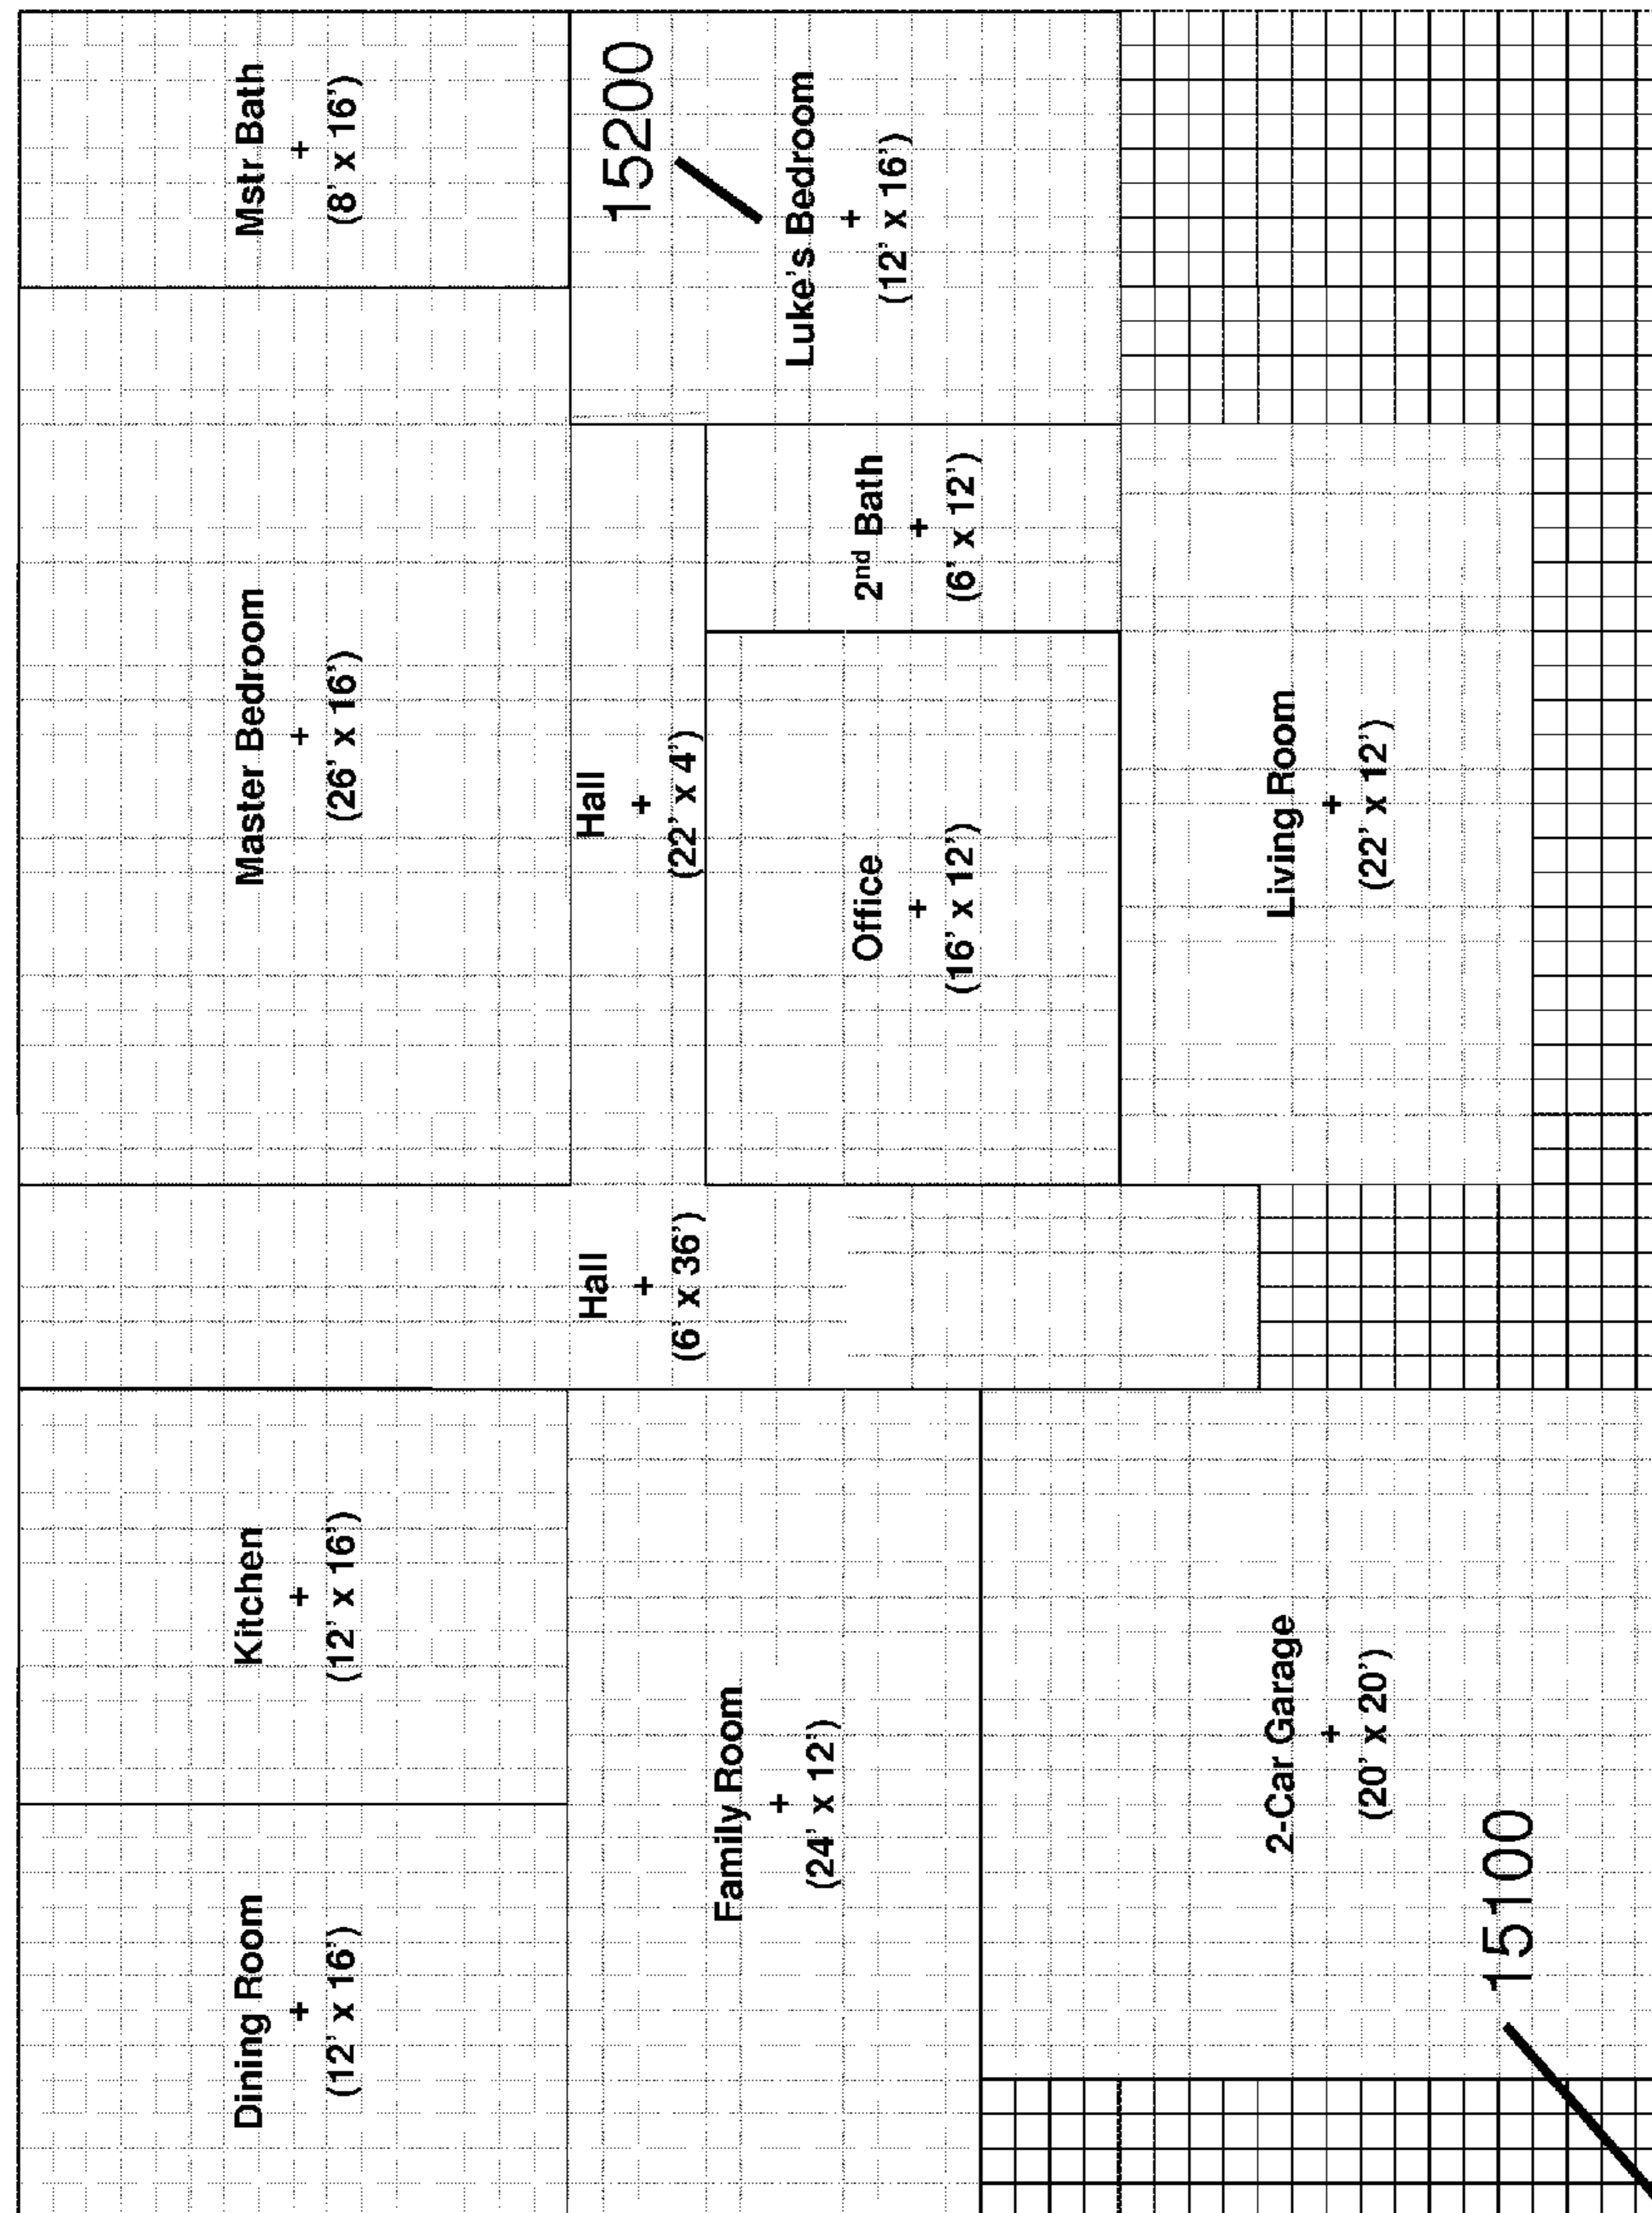 Dining Room
+
(12' x 16')
Kitchen
+
(12' x 16')
Master Bedroom
+
(26' x 16')
Mstr Bath
+
(8' x 16')
Hall
+
(6' x 36')
Hall
+
(22' x 4')
15200
Luke's Bedroom
+
(12' x 16')
Family Room
+
(24' x 12')
Office
+
(16' x 12')
2nd Bath
+
(6' x 12')
2-Car Garage
+
(20' x 20')
Living Room
+
(22' x 12')
15100